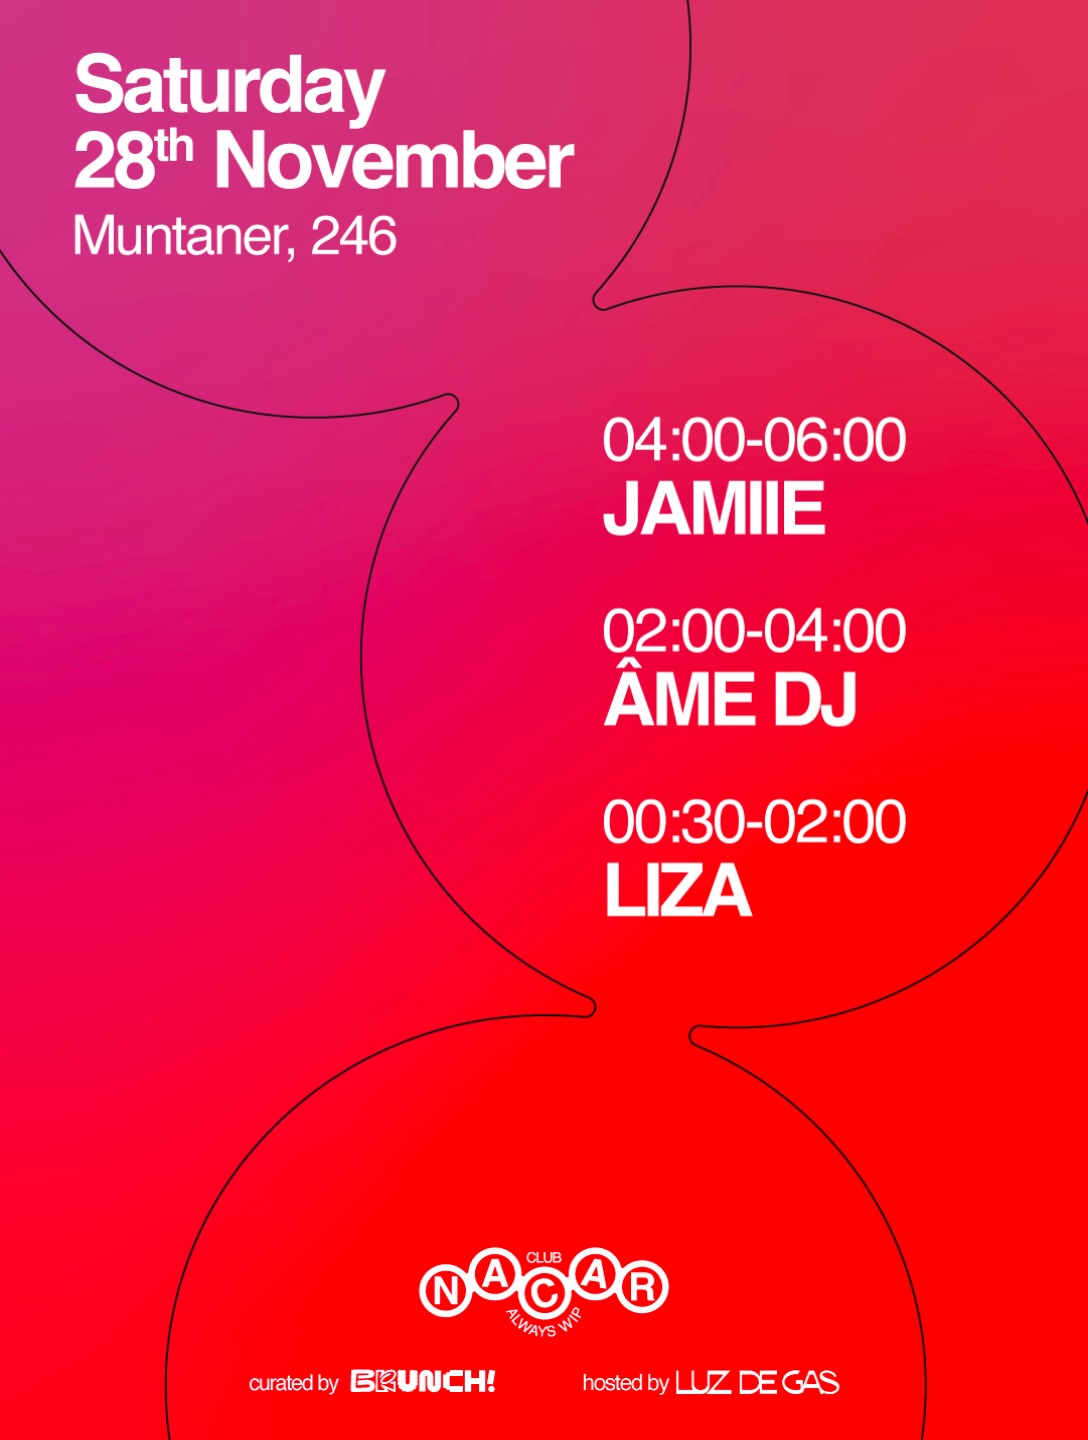 Saturday
28th November
Muntaner, 246
04:00-06:00
JAMIIE
02:00-04:00
ÂME DJ
00:30-02:00
LIZA
CLUB
NACAR
ALWAYS WIP
curated by BRUNCH!
hosted by LUZ DE GAS